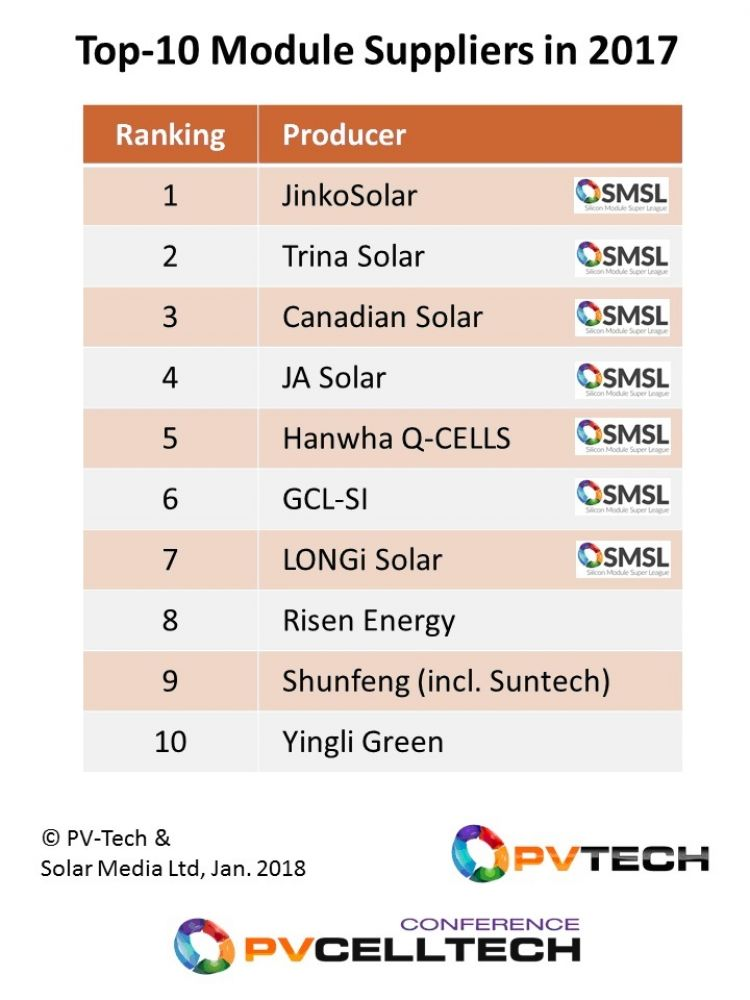 Top-10 Module Suppliers in 2017
Ranking Producer
1 JinkoSolar SMSL
Silicon Module Super League
2 Trina Solar SMSL
Silicon Module Super League
3 Canadian Solar SMSL
Silicon Module Super League
4 JA Solar SMSL
Silicon Module Super League
5 Hanwha Q-CELLS SMSL
Silicon Module Super League
6 GCL-SI SMSL
Silicon Module Super League
7 LONGi Solar SMSL
Silicon Module Super League
8 Risen Energy
9 Shunfeng (incl. Suntech)
10 Yingli Green
© PV-Tech &
Solar Media Ltd, Jan. 2018
PVTECH
CONFERENCE
PVCELLTECH